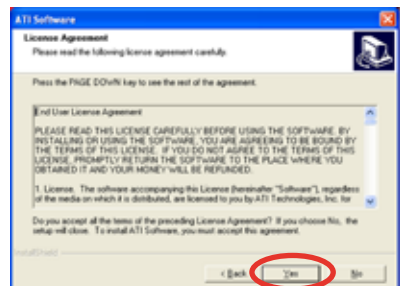 ATI Software
License Agreement
Please read the following license agreement carefully.
Press the PAGE DOWN key to see the rest of the agreement.
End User License Agreement
PLEASE READ THIS LICENSE CAREFULLY BEFORE USING THE SOFTWARE. BY
INSTALLING OR USING THE SOFTWARE, YOU ARE AGREEING TO BE BOUND BY
THE TERMS OF THIS LICENSE. IF YOU DO NOT AGREE TO THE TERMS OF THIS
LICENSE, PROMPTLY RETURN THE SOFTWARE TO THE PLACE WHERE YOU
OBTAINED IT AND YOUR MONEY WILL BE REFUNDED.
1. License. The software accompanying this License (hereinafter "Software"), regardless
of the media on which it is distributed, are licensed to you by ATI Technologies, Inc. for
Do you accept all the terms of the preceding License Agreement? If you choose No, the
setup will close. To install ATI Software, you must accept this agreement.
InstallShield
< Back
Yes
No